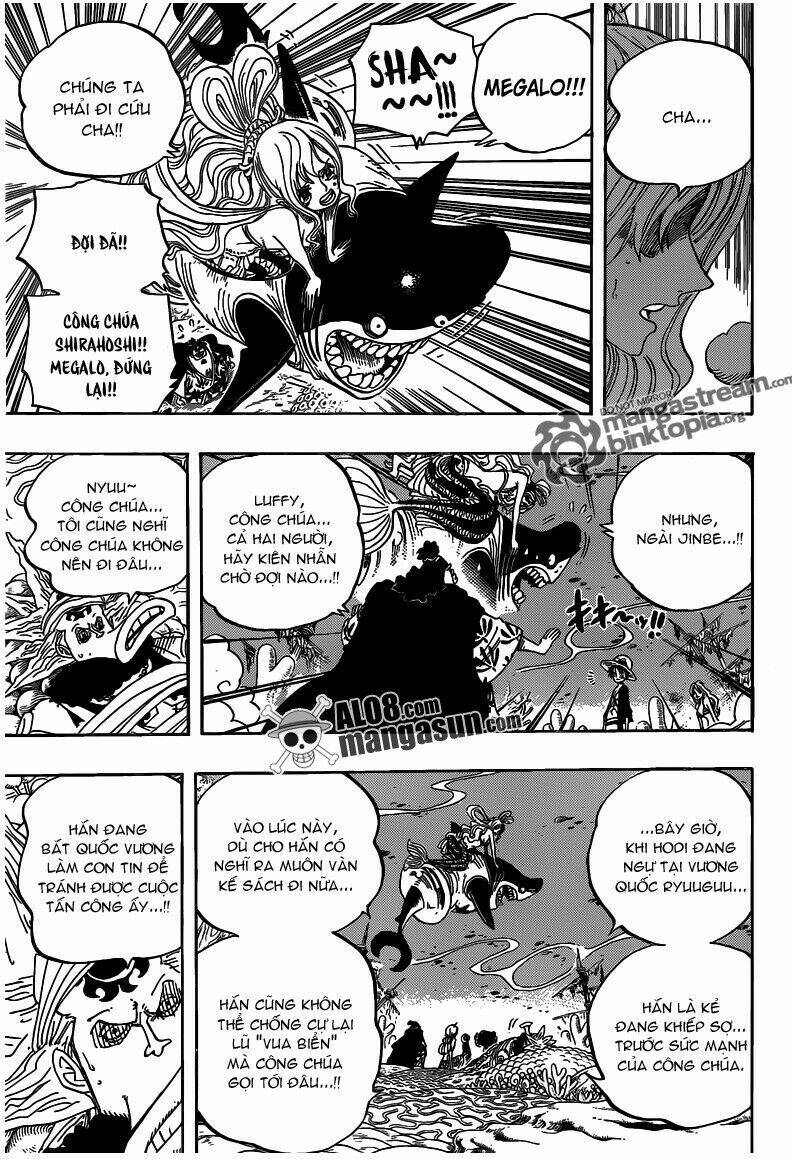 CHA...
MEGALO!!!
SHA~
~~!!!
CHÚNG TA
PHẢI ĐI CỨU
CHA!!
ĐỢI ĐÃ!!
CÔNG CHÚA
SHIRAHOSHI!!
MEGALO, ĐỨNG
LẠI!!
DO NOT MIRROR
mangastream.com
binktopia.org
NHƯNG,
NGÀI JINBE...!!
キキ〜ッ!!
LUFFY,
CÔNG CHÚA...
CẢ HAI NGƯỜI,
HÃY KIÊN NHẪN
CHỜ ĐỢI NÀO...!!
NYUU~
CÔNG CHÚA...
TÔI CŨNG NGHĨ
CÔNG CHÚA KHÔNG
NÊN ĐI ĐÂU...
AL08.com
mangasun.com
...BÂY GIỜ,
KHI HODI ĐANG
NGỰ TẠI VƯƠNG
QUỐC RYUUGUU...
HẮN LÀ KẺ
ĐANG KHIẾP SỢ...
TRƯỚC SỨC MẠNH
CỦA CÔNG CHÚA.
VÀO LÚC NÀY,
DÙ CHO HẮN CÓ
NGHĨ RA MUÔN VÀN
KẾ SÁCH ĐI NỮA...
HẮN CŨNG KHÔNG
THỂ CHỐNG CỰ LẠI
LŨ "VUA BIỂN"
MÀ CÔNG CHÚA
GỌI TỚI ĐÂU...!!
HẮN ĐANG
BẮT QUỐC VƯƠNG
LÀM CON TIN ĐỂ
TRÁNH ĐƯỢC CUỘC
TẤN CÔNG ẤY...!!